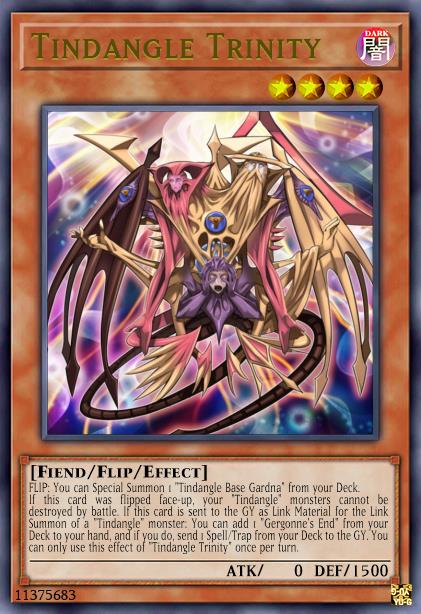 Tindangle Trinity
DARK
闇
[Fiend/Flip/Effect]
FLIP: You can Special Summon 1 "Tindangle Base Gardna" from your Deck.
If this card was flipped face-up, your "Tindangle" monsters cannot be
destroyed by battle. If this card is sent to the GY as Link Material for the Link
Summon of a "Tindangle" monster: You can add 1 "Gergonne's End" from your
Deck to your hand, and if you do, send 1 Spell/Trap from your Deck to the GY. You
can only use this effect of "Tindangle Trinity" once per turn.
ATK/ 0 DEF/1500
11375683